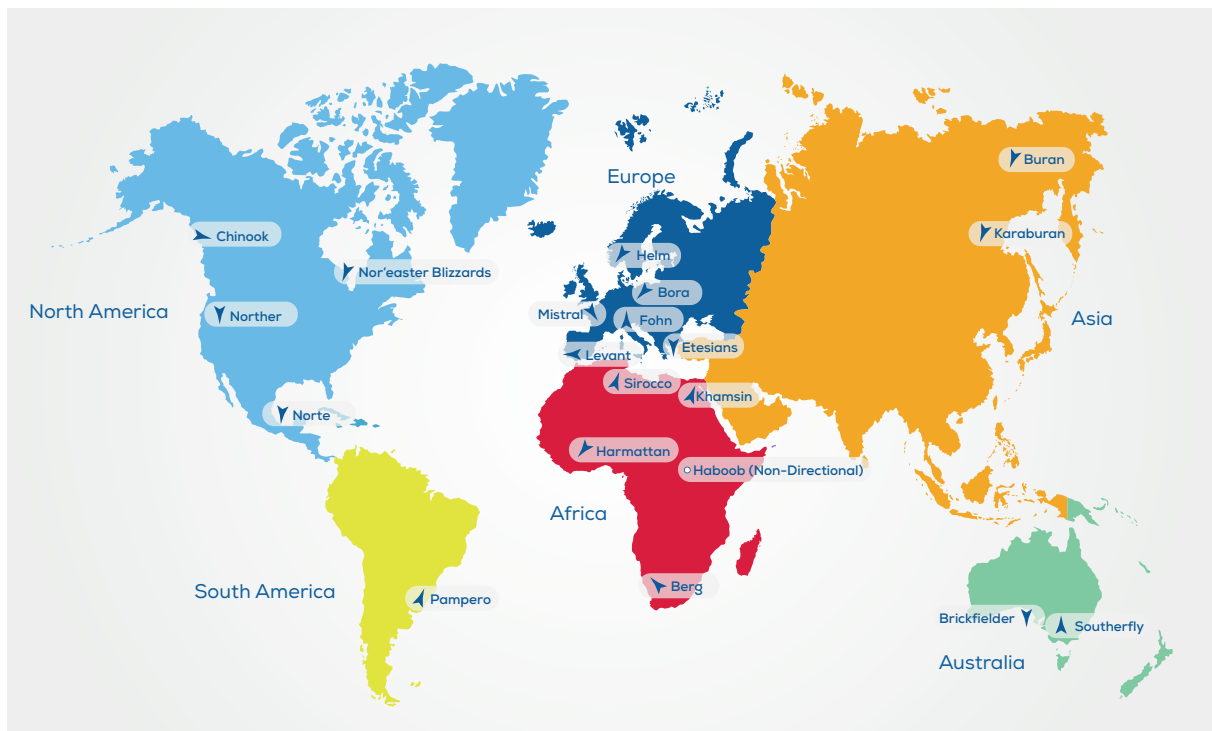 Buran
Europe
Karaburan
Chinook
Helm
Nor'easter Blizzards
Bora
North America
Norther
Mistral
Fohn
Asia
Etesians
Levant
Sirocco
Khamsin
Norte
Harmattan
Haboob (Non-Directional)
Africa
Berg
South America
Pampero
Brickfielder
Southerfly
Australia